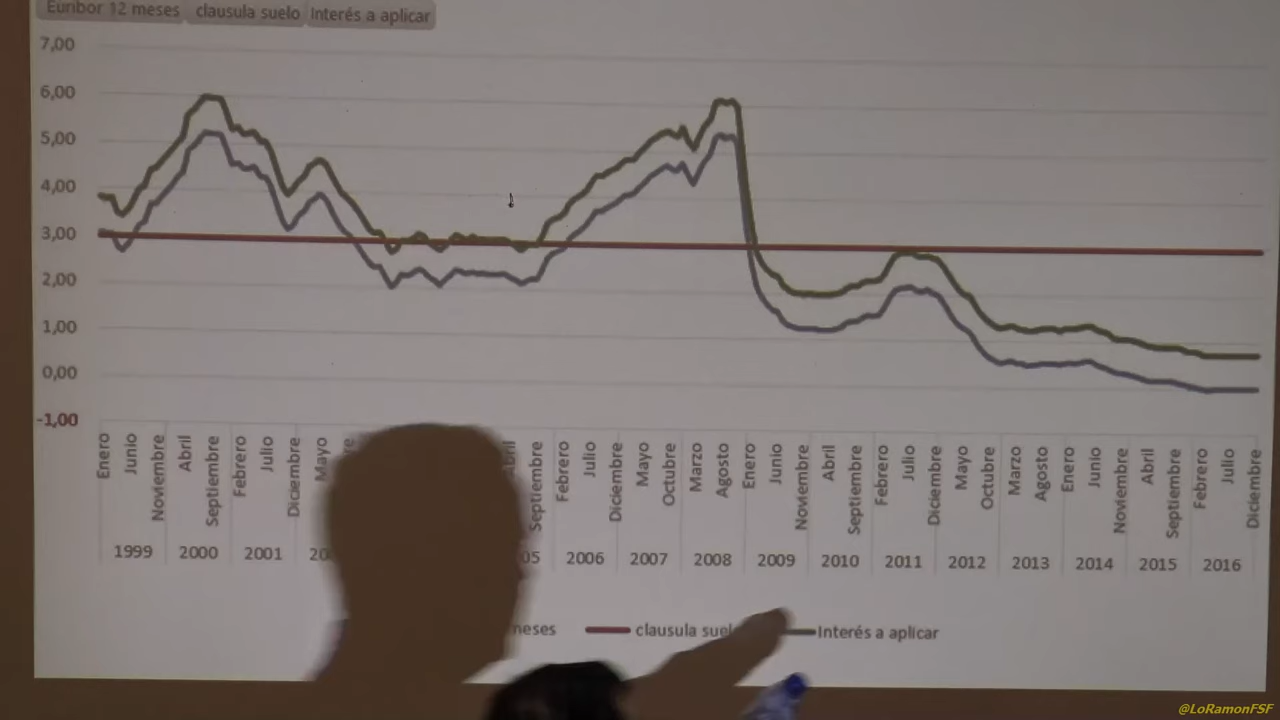 Euribor 12 meses clausula suelo Interés a aplicar
7,00
6,00
5,00
4,00
3,00
2,00
1,00
0,00
-1,00
Enero Junio Noviembre Abril Septiembre Febrero Julio Diciembre Mayo Septiembre Febrero Julio Diciembre Mayo Octubre Marzo Agosto Enero Junio Noviembre Abril Septiembre Febrero Julio Diciembre Mayo Octubre Marzo Agosto Enero Junio Noviembre Abril Septiembre Febrero Julio Diciembre
1999 2000 2001 05 2006 2007 2008 2009 2010 2011 2012 2013 2014 2015 2016
meses clausula Interés a aplicar
@LoRamonFSF